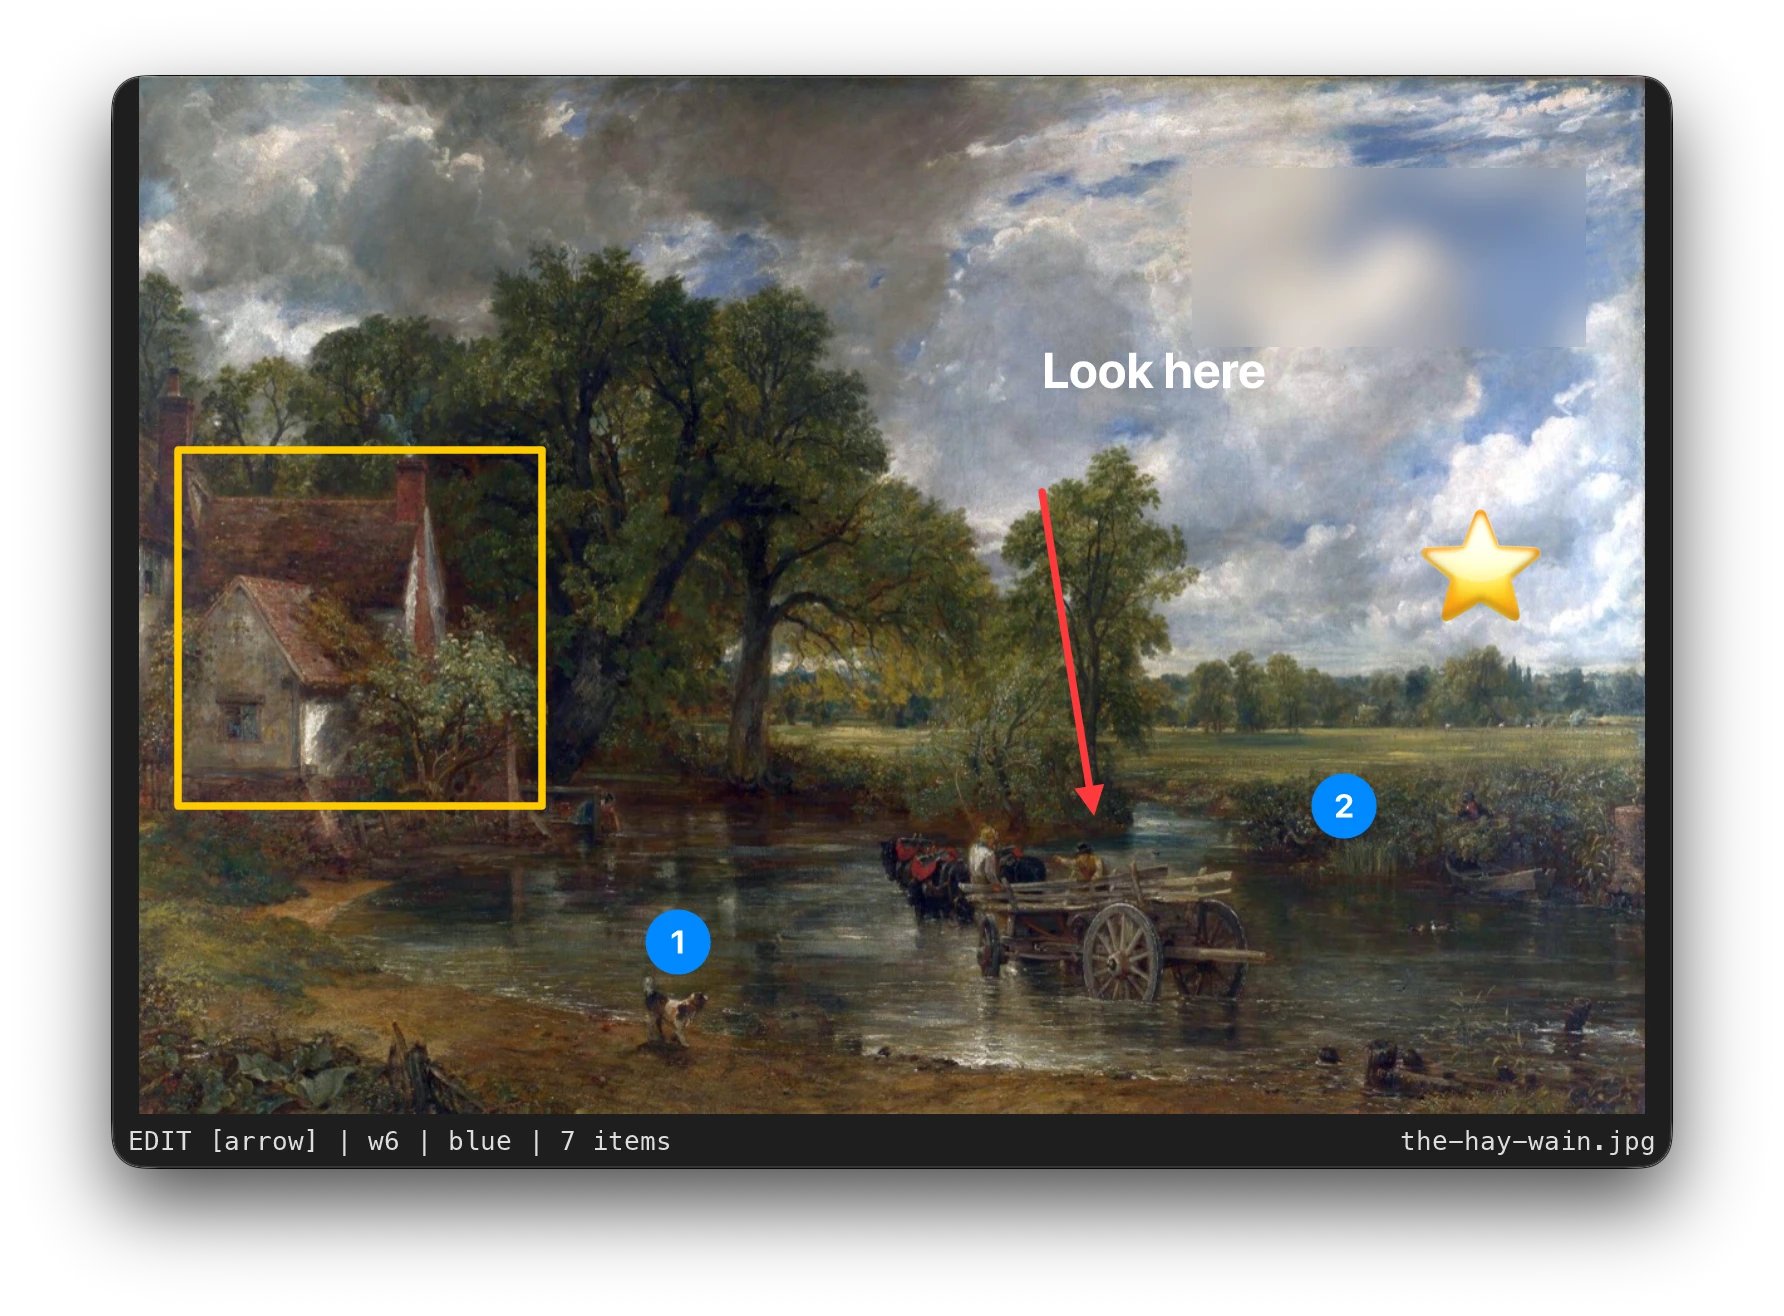 Look here
2
1
EDIT [arrow] | w6 | blue | 7 items
the-hay-wain.jpg